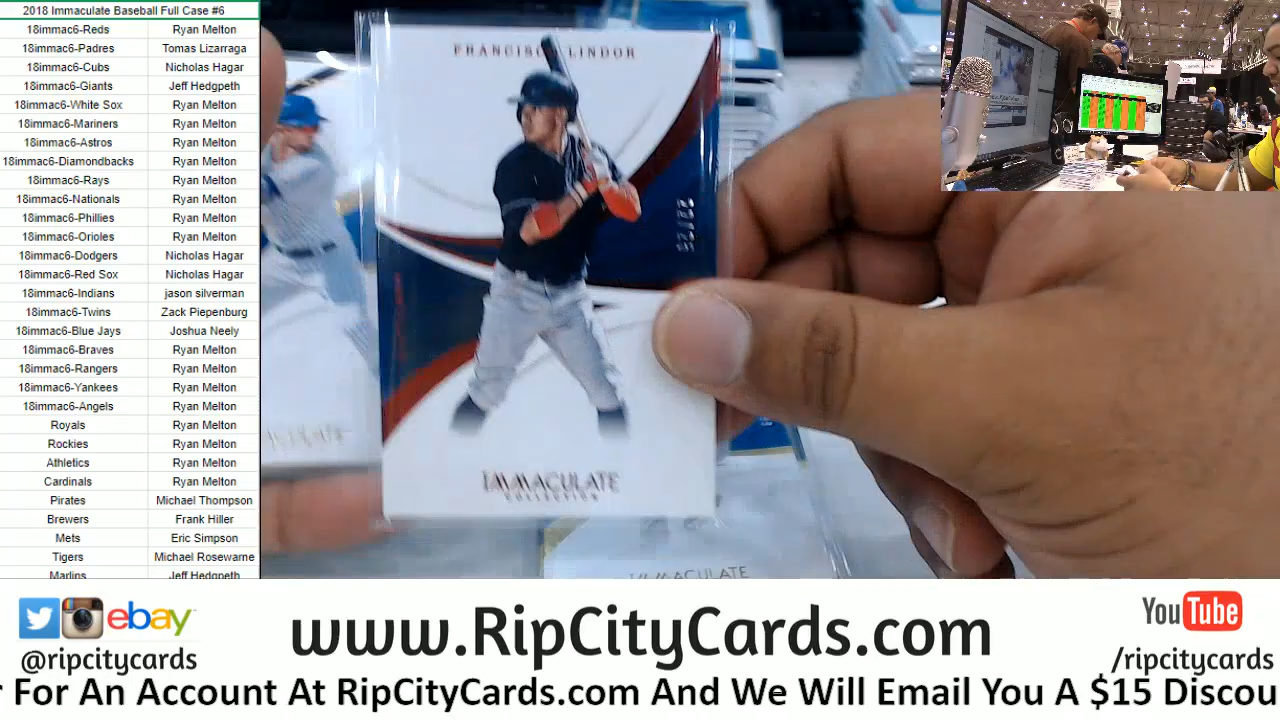 2018 Immaculate Baseball Full Case #6
18immac6-Reds Ryan Melton
18immac6-Padres Tomas Lizarraga
18immac6-Cubs Nicholas Hagar
18immac6-Giants Jeff Hedgpeth
18immac6-White Sox Ryan Melton
18immac6-Mariners Ryan Melton
18immac6-Astros Ryan Melton
18immac6-Diamondbacks Ryan Melton
18immac6-Rays Ryan Melton
18immac6-Nationals Ryan Melton
18immac6-Phillies Ryan Melton
18immac6-Orioles Ryan Melton
18immac6-Dodgers Nicholas Hagar
18immac6-Red Sox Nicholas Hagar
18immac6-Indians jason silverman
18immac6-Twins Zack Piepenburg
18immac6-Blue Jays Joshua Neely
18immac6-Braves Ryan Melton
18immac6-Rangers Ryan Melton
18immac6-Yankees Ryan Melton
18immac6-Angels Ryan Melton
Royals Ryan Melton
Rockies Ryan Melton
Athletics Ryan Melton
Cardinals Ryan Melton
Pirates Michael Thompson
Brewers Frank Hiller
Mets Eric Simpson
Tigers Michael Rosewarne
Marlins Jeff Hedgpeth
FRANCISCO LINDOR
IMMACULATE
COLLECTION
IMMACULATE
ebay
@ripcitycards
www.RipCityCards.com
YouTube
/ripcitycards
For An Account At RipCityCards.com And We Will Email You A $15 Discou